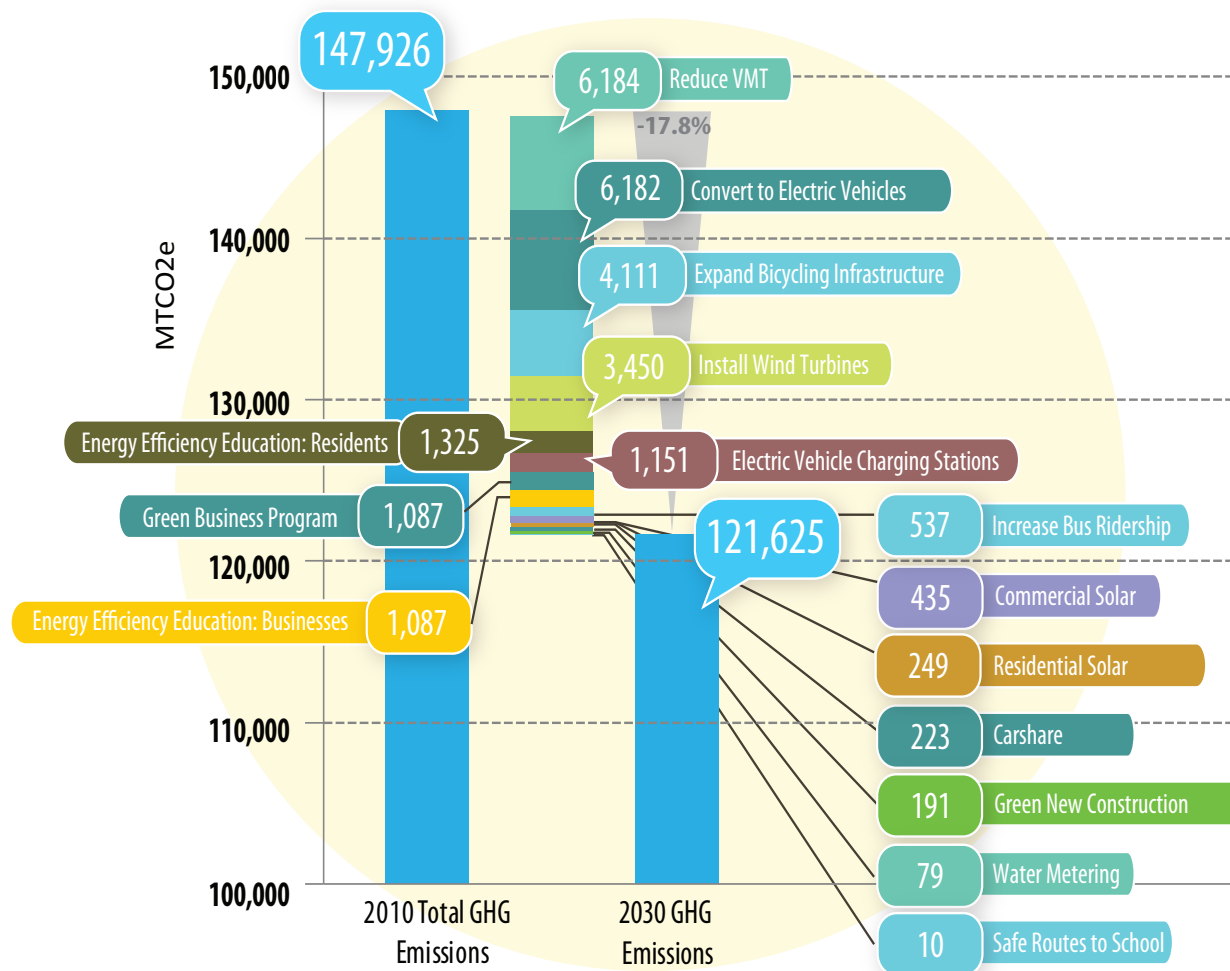 147,926
150,000
6,184 Reduce VMT
-17.8%
6,182 Convert to Electric Vehicles
140,000
4,111 Expand Bicycling Infrastructure
MTCO2e
3,450 Install Wind Turbines
130,000
Energy Efficiency Education: Residents 1,325
1,151 Electric Vehicle Charging Stations
Green Business Program 1,087
121,625
537 Increase Bus Ridership
120,000
435 Commercial Solar
Energy Efficiency Education: Businesses 1,087
249 Residential Solar
110,000
223 Carshare
191 Green New Construction
79 Water Metering
100,000
2010 Total GHG
Emissions
2030 GHG
Emissions
10 Safe Routes to School